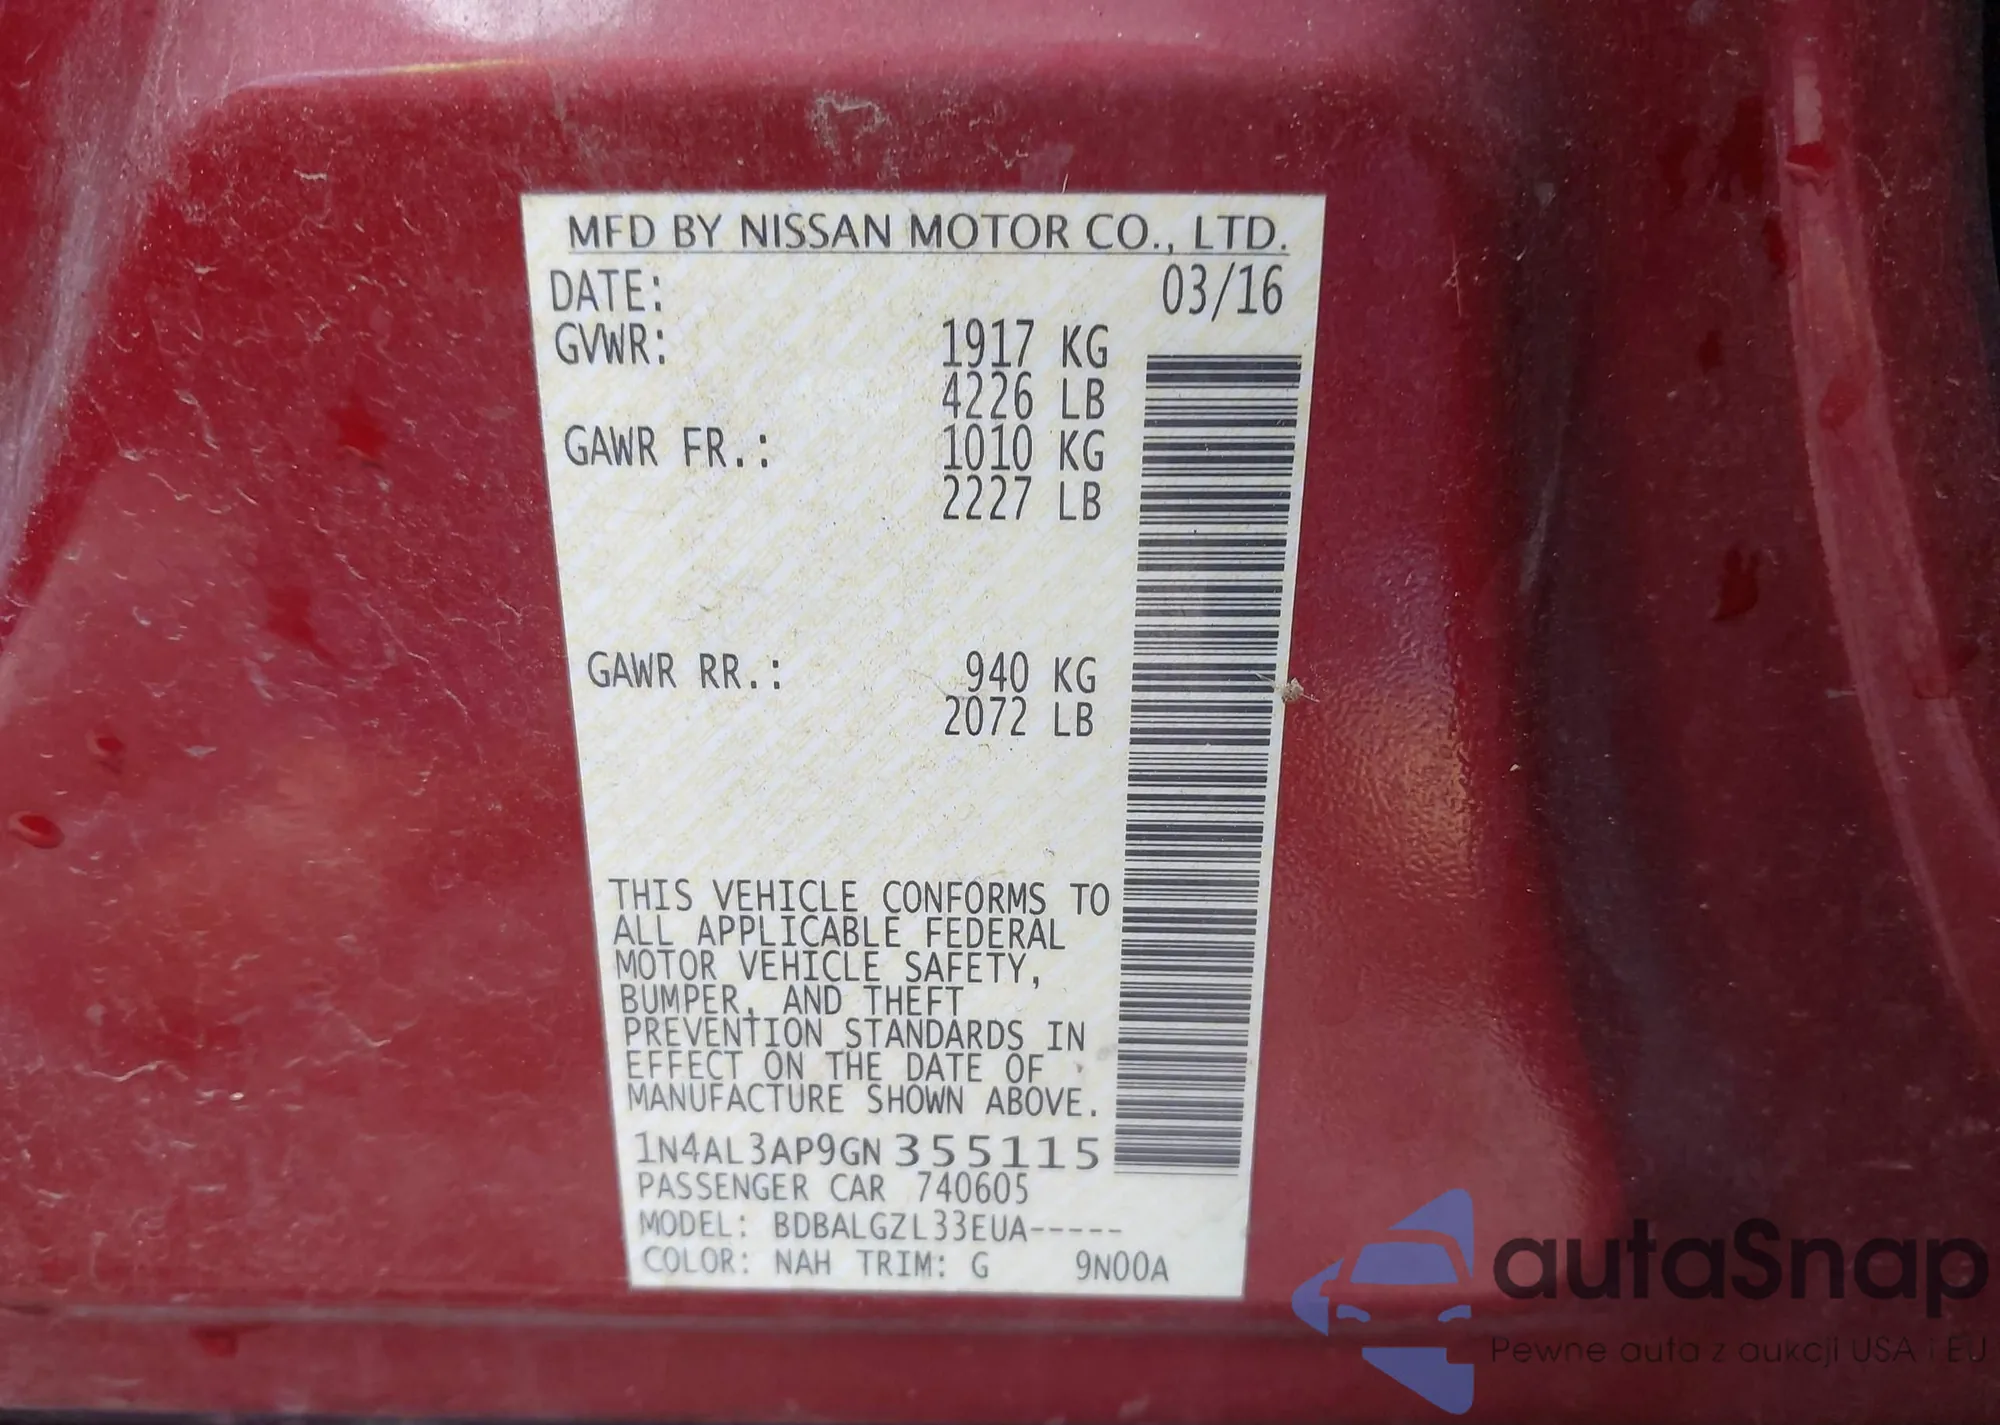 MFD BY NISSAN MOTOR CO., LTD.
DATE: 03/16
GVWR: 1917 KG
4226 LB
GAWR FR.: 1010 KG
2227 LB
GAWR RR.: 940 KG
2072 LB
THIS VEHICLE CONFORMS TO
ALL APPLICABLE FEDERAL
MOTOR VEHICLE SAFETY,
BUMPER, AND THEFT
PREVENTION STANDARDS IN
EFFECT ON THE DATE OF
MANUFACTURE SHOWN ABOVE.
1N4AL3AP9GN355115
PASSENGER CAR 740605
MODEL: BDBALGZL33EUA-----
COLOR: NAH TRIM: G 9N00A
autaSnap
Pewne auta z aukcji USA i EU